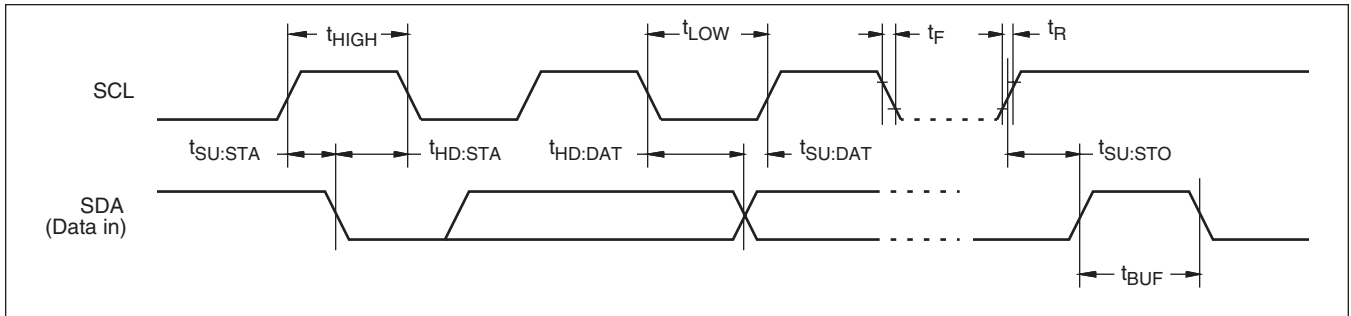 tHIGH
tLOW
tF
tR
SCL
tSU:STA
tHD:STA
tHD:DAT
tSU:DAT
tSU:STO
SDA
(Data in)
tBUF